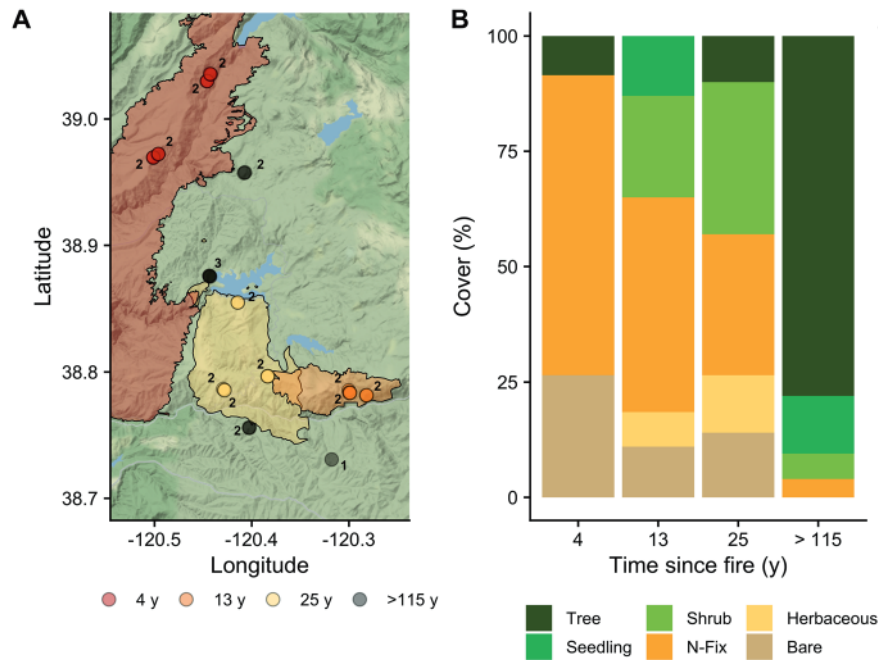 A
39.0
38.9
38.8
38.7
Latitude
2
2
2
2
2
3
2
2
2
2
2
2
2
2
1
-120.5
-120.4
-120.3
Longitude
4 y
13 y
25 y
>115 y
B
100
75
50
25
0
Cover (%)
4
13
25
> 115
Time since fire (y)
Tree
Shrub
Herbaceous
Seedling
N-Fix
Bare